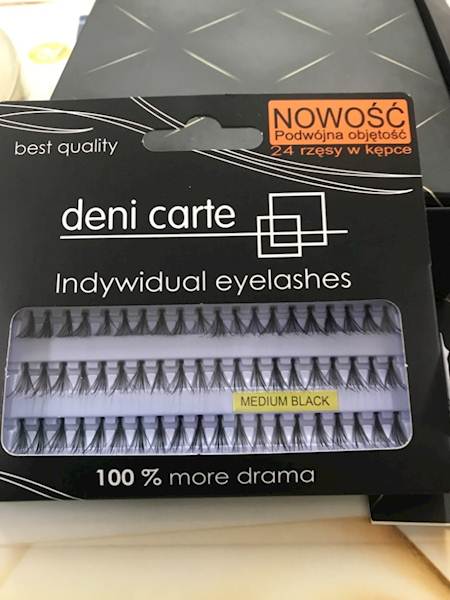 best quality
NOWOŚĆ
Podwójna objętość
24 rzęsy w kępce
deni carte
Indywidual eyelashes
MEDIUM BLACK
100 % more drama